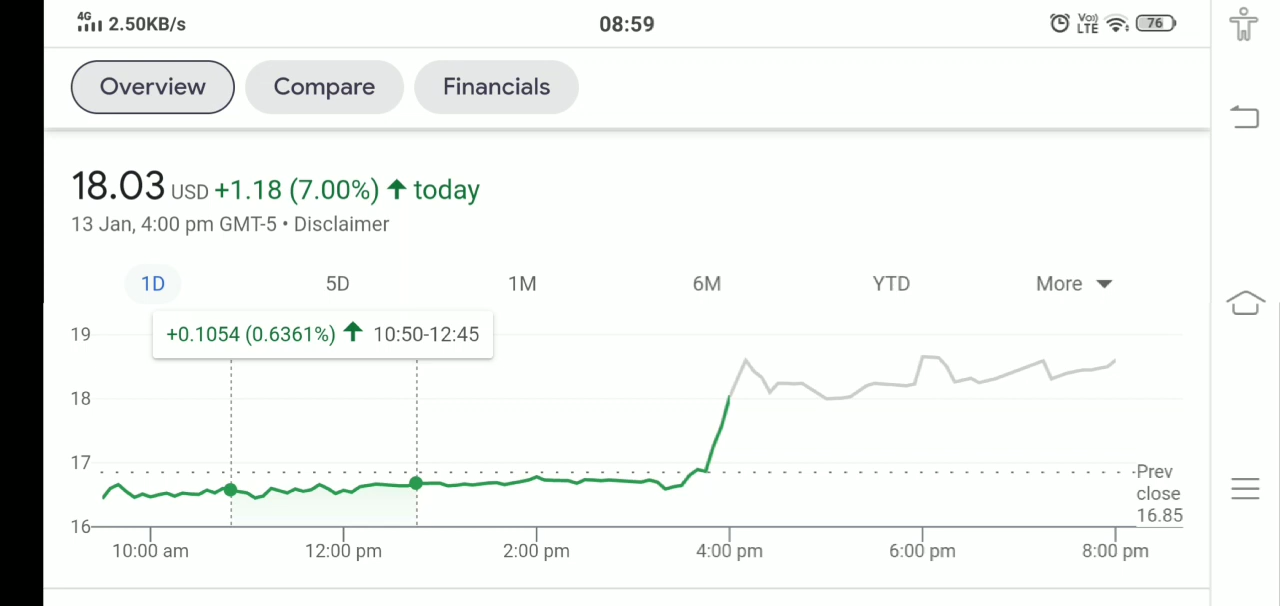 4G 2.50KB/s 08:59 Vo)) LTE 76
Overview Compare Financials
18.03 USD +1.18 (7.00%) today
13 Jan, 4:00 pm GMT-5 • Disclaimer
1D 5D 1M 6M YTD More
+0.1054 (0.6361%) 10:50-12:45
19
18
17
16
Prev
close
16.85
10:00 am 12:00 pm 2:00 pm 4:00 pm 6:00 pm 8:00 pm